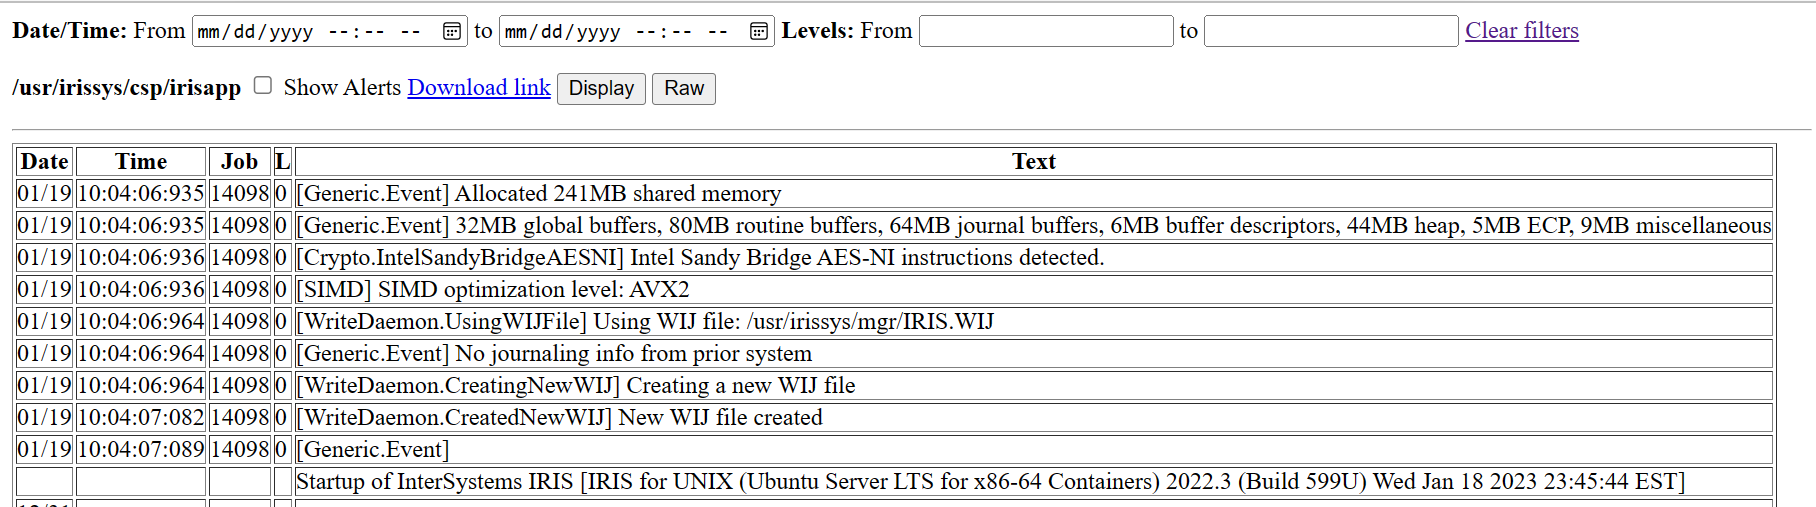 Date/Time: From mm/dd/yyyy --:-- -- to mm/dd/yyyy --:-- -- Levels: From to Clear filters
/usr/irissys/csp/irisapp Show Alerts Download link Display Raw
Date Time Job L Text
01/19 10:04:06:935 14098 0 [Generic.Event] Allocated 241MB shared memory
01/19 10:04:06:935 14098 0 [Generic.Event] 32MB global buffers, 80MB routine buffers, 64MB journal buffers, 6MB buffer descriptors, 44MB heap, 5MB ECP, 9MB miscellaneous
01/19 10:04:06:936 14098 0 [Crypto.IntelSandyBridgeAESNI] Intel Sandy Bridge AES-NI instructions detected.
01/19 10:04:06:936 14098 0 [SIMD] SIMD optimization level: AVX2
01/19 10:04:06:964 14098 0 [WriteDaemon.UsingWIJFile] Using WIJ file: /usr/irissys/mgr/IRIS.WIJ
01/19 10:04:06:964 14098 0 [Generic.Event] No journaling info from prior system
01/19 10:04:06:964 14098 0 [WriteDaemon.CreatingNewWIJ] Creating a new WIJ file
01/19 10:04:07:082 14098 0 [WriteDaemon.CreatedNewWIJ] New WIJ file created
01/19 10:04:07:089 14098 0 [Generic.Event]
Startup of InterSystems IRIS [IRIS for UNIX (Ubuntu Server LTS for x86-64 Containers) 2022.3 (Build 599U) Wed Jan 18 2023 23:45:44 EST]